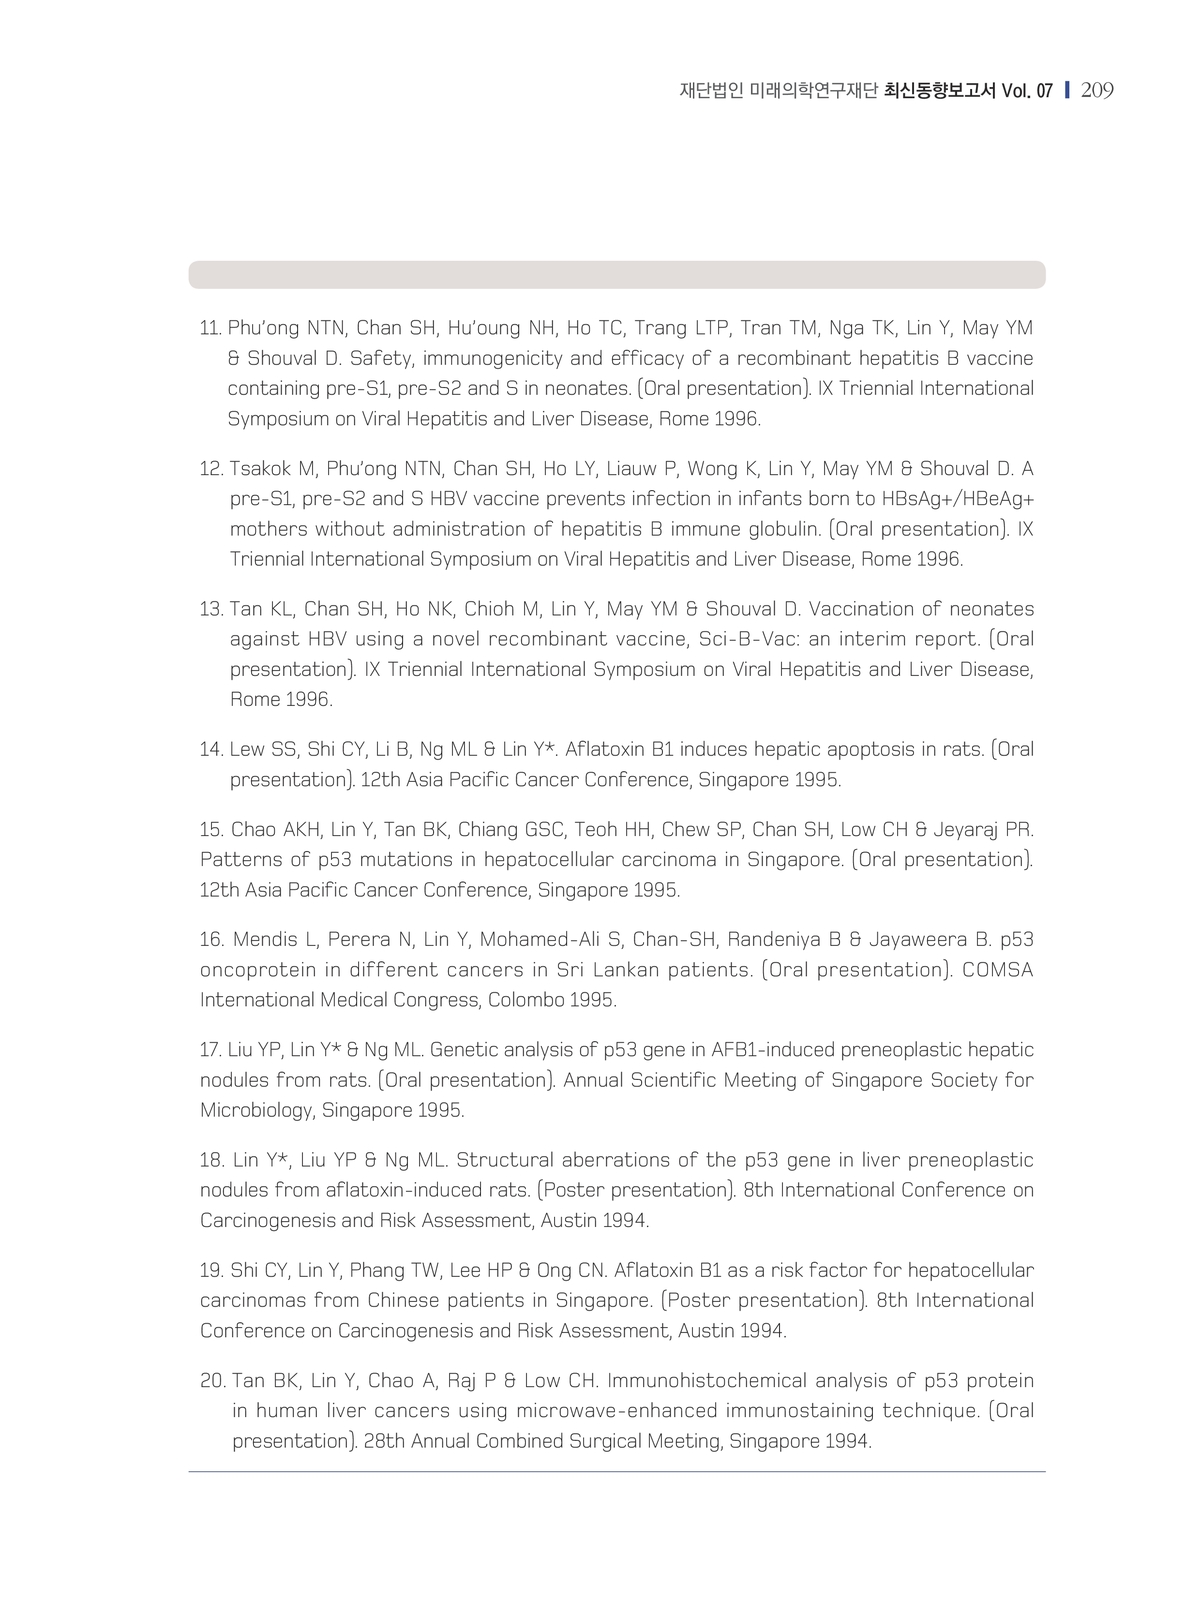 재단법인 미래의학연구재단 최신동향보고서 Vol. 07 209
11. Phu’ong NTN, Chan SH, Hu’oung NH, Ho TC, Trang LTP, Tran TM, Nga TK, Lin Y, May YM
& Shouval D. Safety, immunogenicity and efficacy of a recombinant hepatitis B vaccine
containing pre-S1, pre-S2 and S in neonates. (Oral presentation). IX Triennial International
Symposium on Viral Hepatitis and Liver Disease, Rome 1996.
12. Tsakok M, Phu’ong NTN, Chan SH, Ho LY, Liauw P, Wong K, Lin Y, May YM & Shouval D. A
pre-S1, pre-S2 and S HBV vaccine prevents infection in infants born to HBsAg+/HBeAg+
mothers without administration of hepatitis B immune globulin. (Oral presentation). IX
Triennial International Symposium on Viral Hepatitis and Liver Disease, Rome 1996.
13. Tan KL, Chan SH, Ho NK, Chioh M, Lin Y, May YM & Shouval D. Vaccination of neonates
against HBV using a novel recombinant vaccine, Sci-B-Vac: an interim report. (Oral
presentation). IX Triennial International Symposium on Viral Hepatitis and Liver Disease,
Rome 1996.
14. Lew SS, Shi CY, Li B, Ng ML & Lin Y*. Aflatoxin B1 induces hepatic apoptosis in rats. (Oral
presentation). 12th Asia Pacific Cancer Conference, Singapore 1995.
15. Chao AKH, Lin Y, Tan BK, Chiang GSC, Teoh HH, Chew SP, Chan SH, Low CH & Jeyaraj PR.
Patterns of p53 mutations in hepatocellular carcinoma in Singapore. (Oral presentation).
12th Asia Pacific Cancer Conference, Singapore 1995.
16. Mendis L, Perera N, Lin Y, Mohamed-Ali S, Chan-SH, Randeniya B & Jayaweera B. p53
oncoprotein in different cancers in Sri Lankan patients. (Oral presentation). COMSA
International Medical Congress, Colombo 1995.
17. Liu YP, Lin Y* & Ng ML. Genetic analysis of p53 gene in AFB1-induced preneoplastic hepatic
nodules from rats. (Oral presentation). Annual Scientific Meeting of Singapore Society for
Microbiology, Singapore 1995.
18. Lin Y*, Liu YP & Ng ML. Structural aberrations of the p53 gene in liver preneoplastic
nodules from aflatoxin-induced rats. (Poster presentation). 8th International Conference on
Carcinogenesis and Risk Assessment, Austin 1994.
19. Shi CY, Lin Y, Phang TW, Lee HP & Ong CN. Aflatoxin B1 as a risk factor for hepatocellular
carcinomas from Chinese patients in Singapore. (Poster presentation). 8th International
Conference on Carcinogenesis and Risk Assessment, Austin 1994.
20. Tan BK, Lin Y, Chao A, Raj P & Low CH. Immunohistochemical analysis of p53 protein
in human liver cancers using microwave-enhanced immunostaining technique. (Oral
presentation). 28th Annual Combined Surgical Meeting, Singapore 1994.